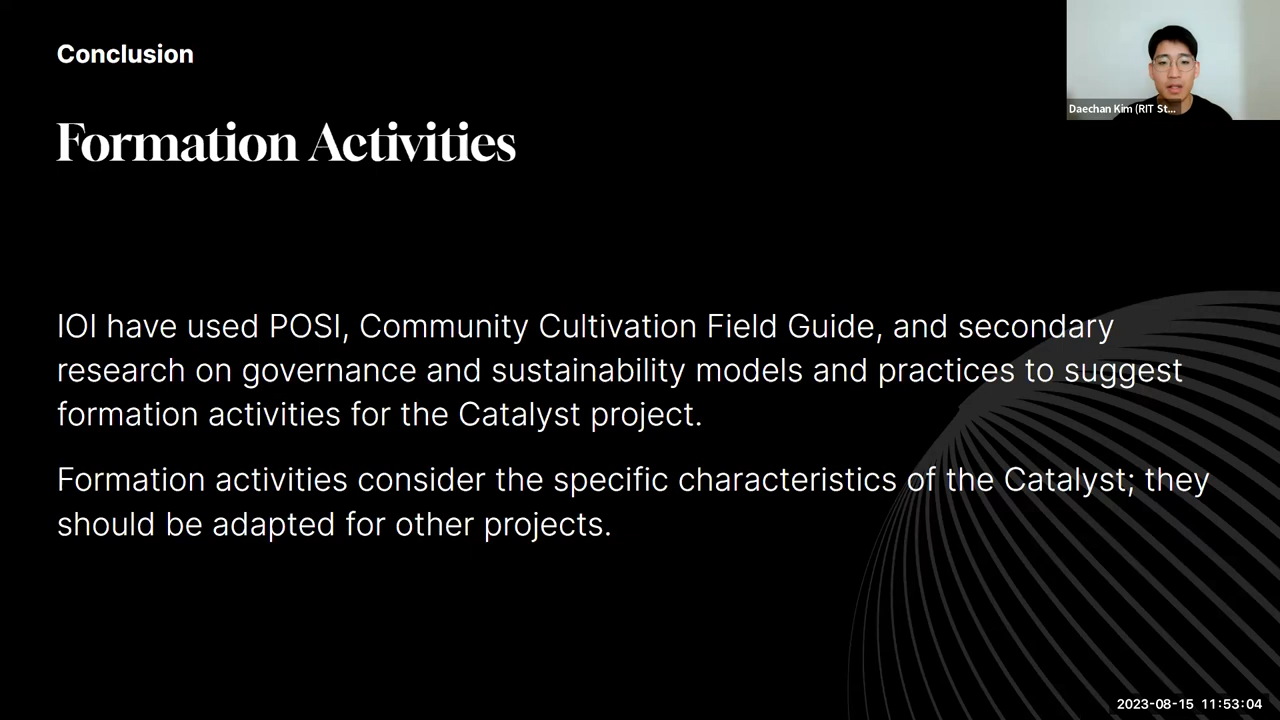 Conclusion
Daechan Kim (RIT St...
Formation Activities
IOI have used POSI, Community Cultivation Field Guide, and secondary
research on governance and sustainability models and practices to suggest
formation activities for the Catalyst project.
Formation activities consider the specific characteristics of the Catalyst; they
should be adapted for other projects.
2023-08-15 11:53:04